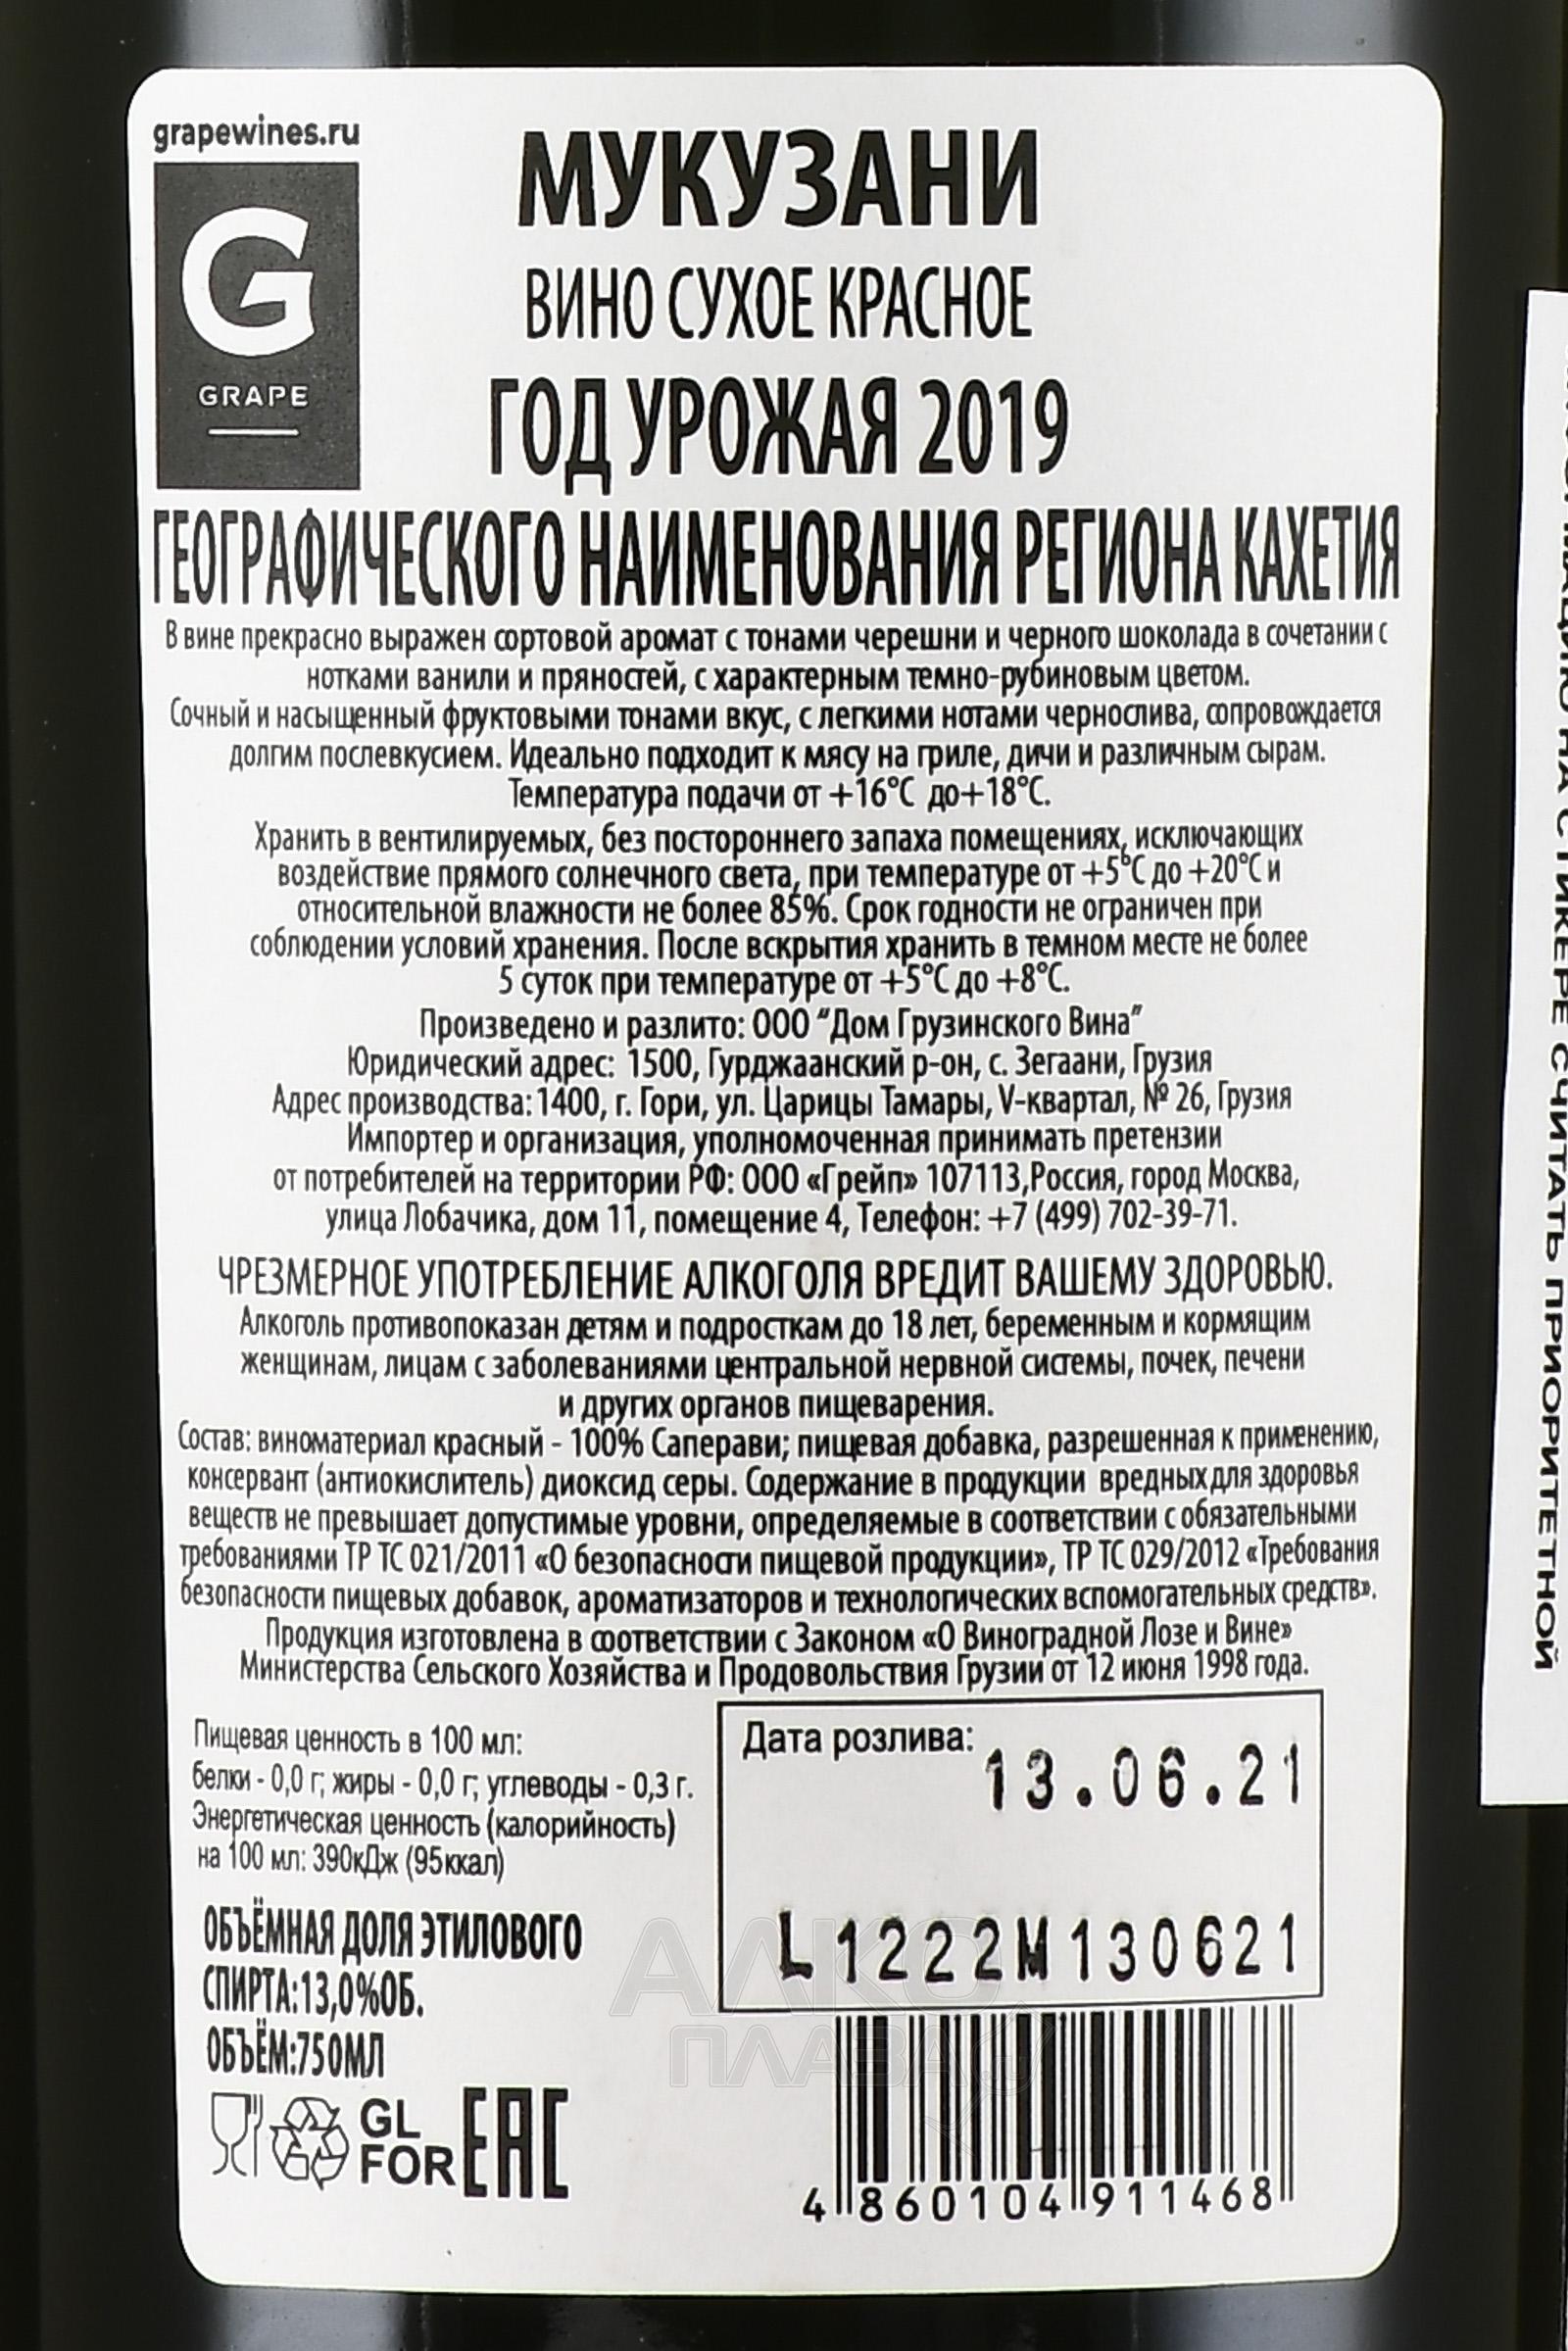 grapewines.ru
G
GRAPE
МУКУЗАНИ
ВИНО СУХОЕ КРАСНОЕ
ГОД УРОЖАЯ 2019
ГЕОГРАФИЧЕСКОГО НАИМЕНОВАНИЯ РЕГИОНА КАХЕТИЯ
В вине прекрасно выражен сортовой аромат с тонами черешни и черного шоколада в сочетании с
нотками ванили и пряностей, с характерным темно-рубиновым цветом.
Сочный и насыщенный фруктовыми тонами вкус, с легкими нотами чернослива, сопровождается
долгим послевкусием. Идеально подходит к мясу на гриле, дичи и различным сырам.
Температура подачи от +16°С до+18°С.
Хранить в вентилируемых, без постороннего запаха помещениях, исключающих
воздействие прямого солнечного света, при температуре от +5°С до +20°С и
относительной влажности не более 85%. Срок годности не ограничен при
соблюдении условий хранения. После вскрытия хранить в темном месте не более
5 суток при температуре от +5°С до +8°С.
Произведено и разлито: ООО “Дом Грузинского Вина”
Юридический адрес: 1500, Гурджаанский р-он, с. Зегаани, Грузия
Адрес производства: 1400, г. Гори, ул. Царицы Тамары, V-квартал, № 26, Грузия
Импортер и организация, уполномоченная принимать претензии
от потребителей на территории РФ: ООО «Грейп» 107113,Россия, город Москва,
улица Лобачика, дом 11, помещение 4, Телефон: +7 (499) 702-39-71.
ЧРЕЗМЕРНОЕ УПОТРЕБЛЕНИЕ АЛКОГОЛЯ ВРЕДИТ ВАШЕМУ ЗДОРОВЬЮ.
Алкоголь противопоказан детям и подросткам до 18 лет, беременным и кормящим
женщинам, лицам с заболеваниями центральной нервной системы, почек, печени
и других органов пищеварения.
Состав: виноматериал красный - 100% Саперави; пищевая добавка, разрешенная к применению,
консервант (антиокислитель) диоксид серы. Содержание в продукции вредных для здоровья
веществ не превышает допустимые уровни, определяемые в соответствии с обязательными
требованиями ТР ТС 021/2011 «О безопасности пищевой продукции», ТР ТС 029/2012 «Требования
безопасности пищевых добавок, ароматизаторов и технологических вспомогательных средств».
Продукция изготовлена в соответствии с Законом «О Виноградной Лозе и Вине»
Министерства Сельского Хозяйства и Продовольствия Грузии от 12 июня 1998 года.
Пищевая ценность в 100 мл:
белки - 0,0 г; жиры - 0,0 г; углеводы - 0,3 г.
Энергетическая ценность (калорийность)
на 100 мл: 390кДж (95ккал)
ОБЪЁМНАЯ ДОЛЯ ЭТИЛОВОГО
СПИРТА:13,0%ОБ.
ОБЪЁМ:750МЛ
GL
FOR
EAC
Дата розлива:
13.06.21
L1222M130621
4 860104 911468
АЛКО
ПЛАЗА
НА СТИКЕРЕ СЧИТАТЬ ПРИОРИТЕТНОЙ